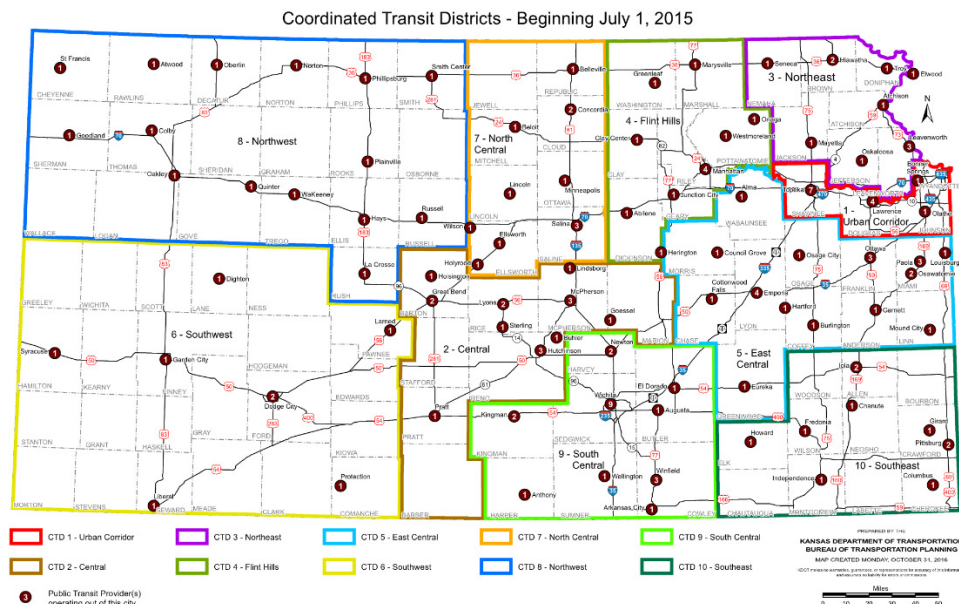 Coordinated Transit Districts - Beginning July 1, 2015
St Francis
Atwood
Oberlin
Norton
Phillipsburg
Smith Center
Belleville
Marysville
Seneca
Hiawatha
Troy
Elwood
3 - Northeast
Greenleaf
CHEYENNE
RAWLINS
DECATUR
NORTON
PHILLIPS
SMITH
JEWELL
REPUBLIC
WASHINGTON
MARSHALL
NEMAHA
BROWN
DONIPHAN
Atchison
Concordia
Beloit
4 - Flint Hills
Onaga
Goodland
Colby
8 - Northwest
7 - North
Central
Clay Center
Westmoreland
Mayetta
Oskaloosa
Leavenworth
Bonner
Springs
SHERMAN
THOMAS
SHERIDAN
GRAHAM
ROOKS
OSBORNE
MITCHELL
CLOUD
CLAY
RILEY
POTTAWATOMIE
JACKSON
ATCHISON
JEFFERSON
Oakley
Quinter
WaKeeney
Plainville
Lincoln
Minneapolis
Manhattan
Junction City
Alma
Topeka
Lawrence
Olathe
1 -
Urban Corridor
Hays
Russell
Wilson
Ellsworth
Salina
Abilene
WALLACE
LOGAN
GOVE
TREGO
ELLIS
RUSSELL
LINCOLN
OTTAWA
SALINE
DICKINSON
GEARY
WABAUNSEE
SHAWNEE
DOUGLAS
JOHNSON
WYANDOTTE
La Crosse
Holyrood
Hoisington
Great Bend
Lindsborg
Herington
Council Grove
Osage City
Ottawa
Paola
Louisburg
Osawatomie
Dighton
Lyons
McPherson
Cottonwood
Falls
Emporia
Hartford
Garnett
GREELEY
WICHITA
SCOTT
LANE
NESS
RUSH
BARTON
ELLSWORTH
RICE
MCPHERSON
MARION
CHASE
MORRIS
LYON
OSAGE
FRANKLIN
MIAMI
6 - Southwest
Larned
Sterling
Goessel
Burlington
Mound City
Syracuse
Garden City
2 - Central
Buhler
Hutchinson
Newton
5 - East
Central
HAMILTON
KEARNY
FINNEY
HODGEMAN
PAWNEE
STAFFORD
RENO
HARVEY
COFFEY
ANDERSON
LINN
Dodge City
EDWARDS
Pratt
Kingman
Wichita
El Dorado
Augusta
Eureka
Iola
Chanute
STANTON
GRANT
HASKELL
GRAY
FORD
KIOWA
PRATT
KINGMAN
SEDGWICK
BUTLER
GREENWOOD
WOODSON
ALLEN
BOURBON
Howard
Fredonia
Girard
Pittsburg
9 - South
Central
ELK
WILSON
NEOSHO
CRAWFORD
10 - Southeast
Liberal
Protection
Anthony
Wellington
Winfield
Arkansas City
Independence
Columbus
MORTON
STEVENS
SEWARD
MEADE
CLARK
COMANCHE
BARBER
HARPER
SUMNER
COWLEY
CHAUTAUQUA
MONTGOMERY
LABETTE
CHEROKEE
CTD 1 - Urban Corridor
CTD 3 - Northeast
CTD 5 - East Central
CTD 7 - North Central
CTD 9 - South Central
CTD 2 - Central
CTD 4 - Flint Hills
CTD 6 - Southwest
CTD 8 - Northwest
CTD 10 - Southeast
3 Public Transit Provider(s)
operating out of this city
PREPARED BY THE
KANSAS DEPARTMENT OF TRANSPORTATION
BUREAU OF TRANSPORTATION PLANNING
MAP CREATED MONDAY, OCTOBER 31, 2016
Miles